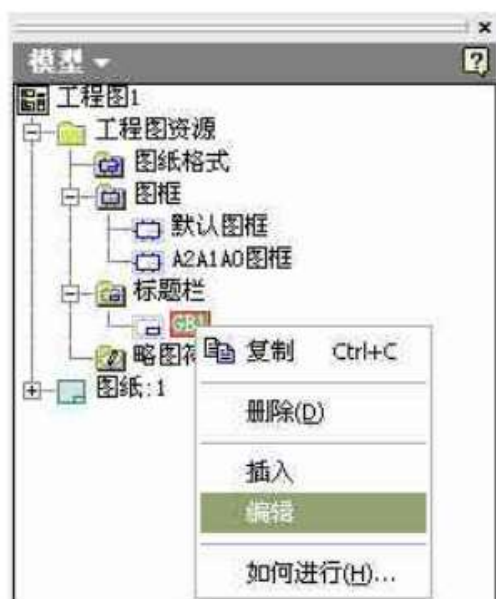 模型
工程图1
工程图资源
图纸格式
图框
默认图框
A2A1A0图框
标题栏
略图符
图纸:1
复制 Ctrl+C
删除(D)
插入
编辑
如何进行(H)...